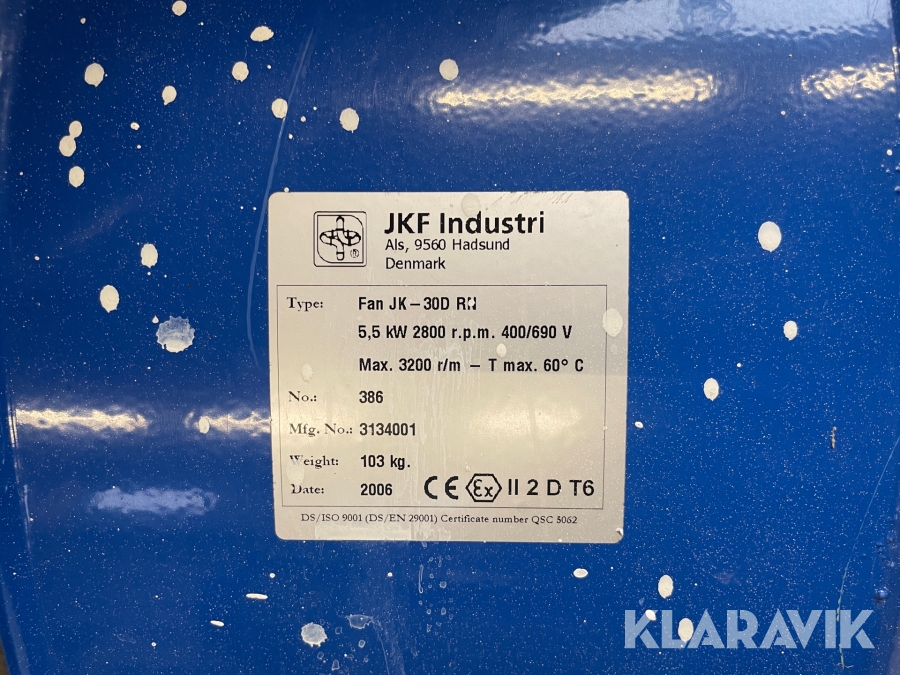 JKF Industri
Als, 9560 Hadsund
Denmark
Type: Fan JK-30D
5,5 kW 2800 r.p.m. 400/690 V
Max. 3200 r/m - T max. 60° C
No.: 386
Mfg. No.: 3134001
Weight: 103 kg.
Date: 2006 CE Ex II 2 D T6
DS/ISO 9001 (DS/EN 29001) Certificate number QSC 5062
KLARAVIK